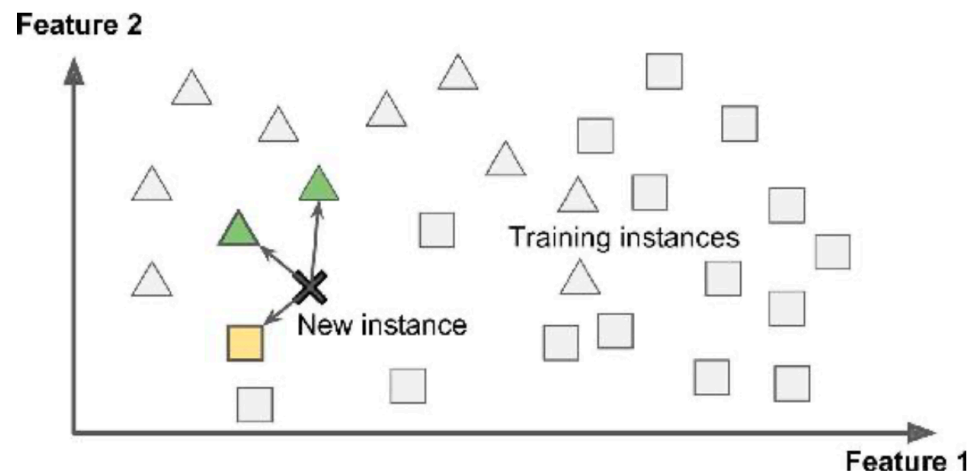 Feature 2
Training instances
New instance
Feature 1